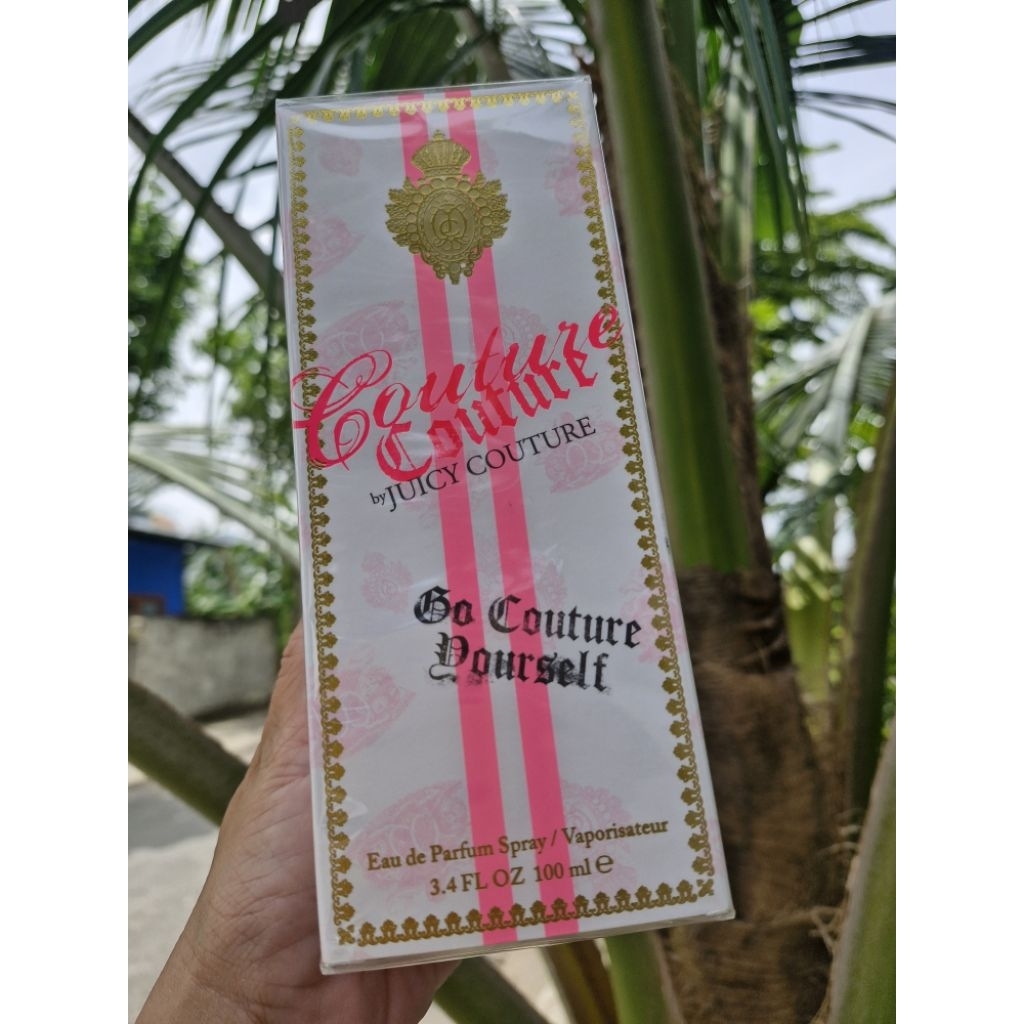 Couture
Couture
by JUICY COUTURE
Go Couture
Yourself
Eau de Parfum Spray / Vaporisateur
3.4 FL OZ 100 ml ℮